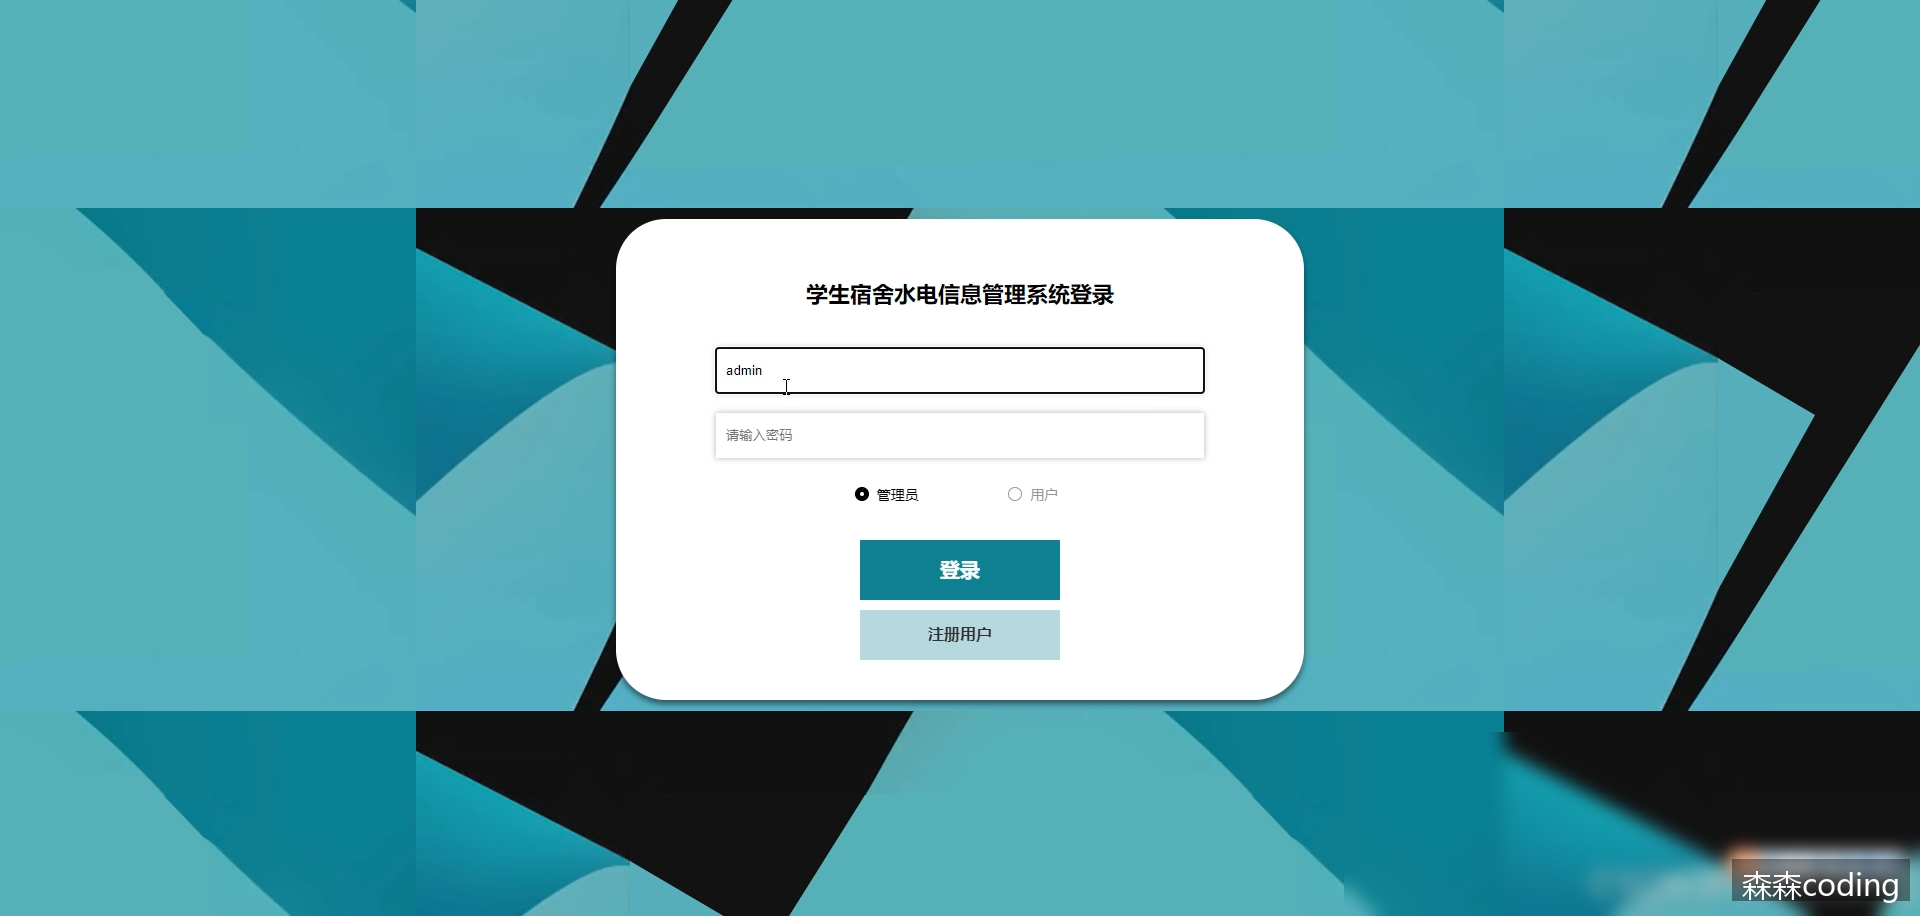 学生宿舍水电信息管理系统登录
admin
请输入密码
管理员 用户
登录
注册用户
森森coding